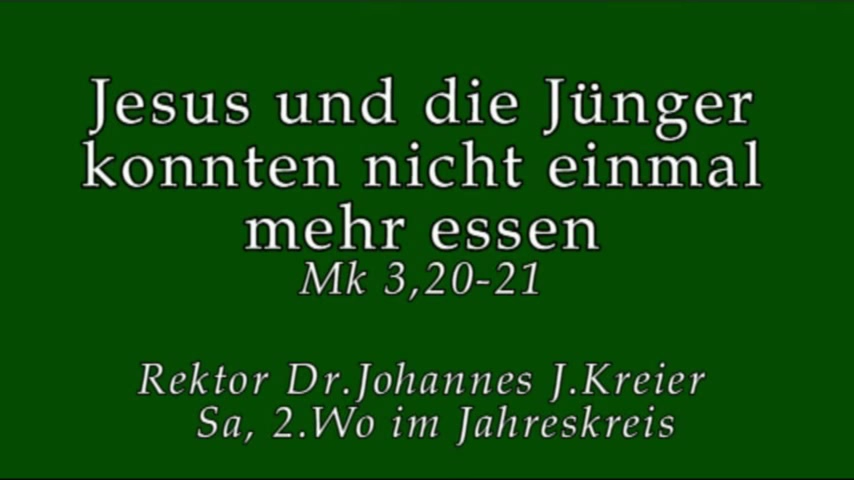 Jesus und die Jünger
konnten nicht einmal
mehr essen
Mk 3,20-21
Rektor Dr.Johannes J.Kreier
Sa, 2.Wo im Jahreskreis